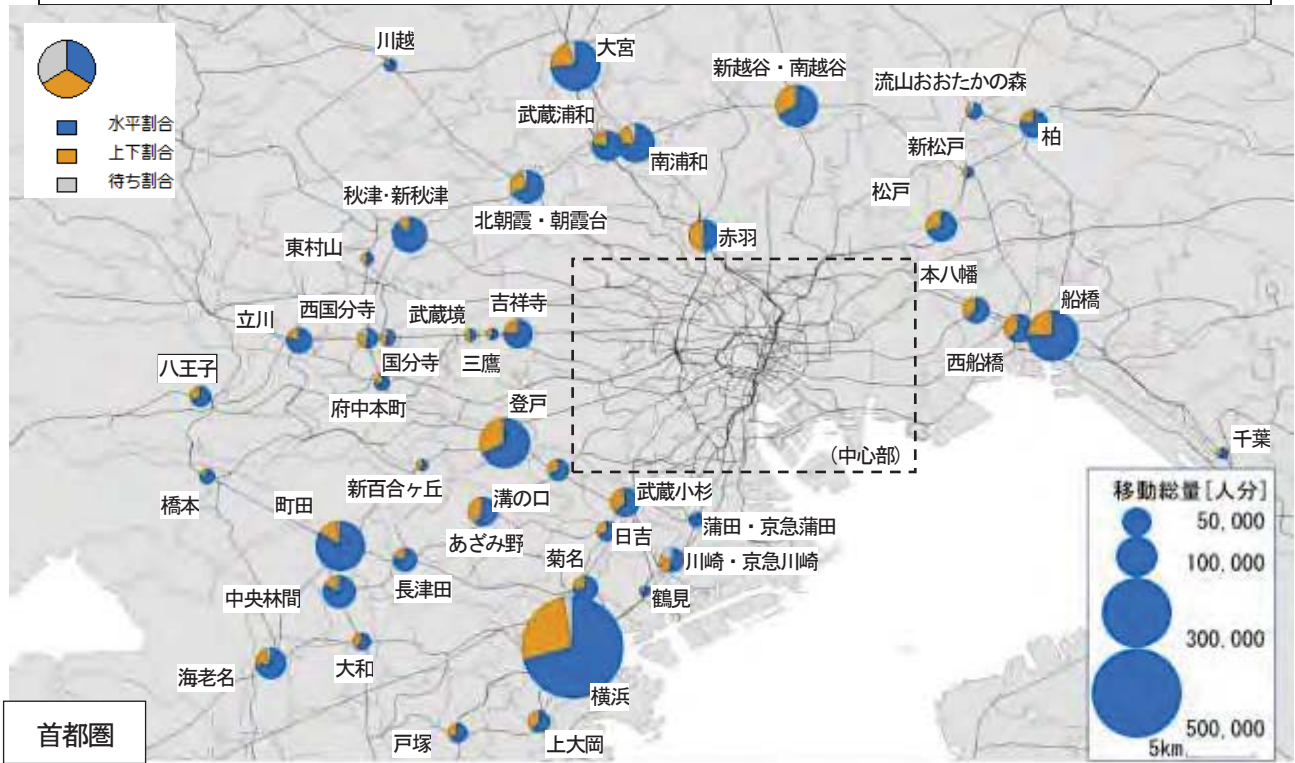 水平割合
上下割合
待ち割合
川越
大宮
新越谷・南越谷
流山おおたかの森
武蔵浦和
南浦和
新松戸
柏
秋津・新秋津
北朝霞・朝霞台
松戸
東村山
赤羽
本八幡
船橋
立川
西国分寺
武蔵境
吉祥寺
国分寺
三鷹
西船橋
八王子
府中本町
登戸
(中心部)
千葉
新百合ヶ丘
溝の口
武蔵小杉
橋本
町田
あざみ野
日吉
蒲田・京急蒲田
菊名
川崎・京急川崎
中央林間
長津田
鶴見
海老名
大和
横浜
戸塚
上大岡
首都圏
移動総量[人分]
50,000
100,000
300,000
500,000
5km